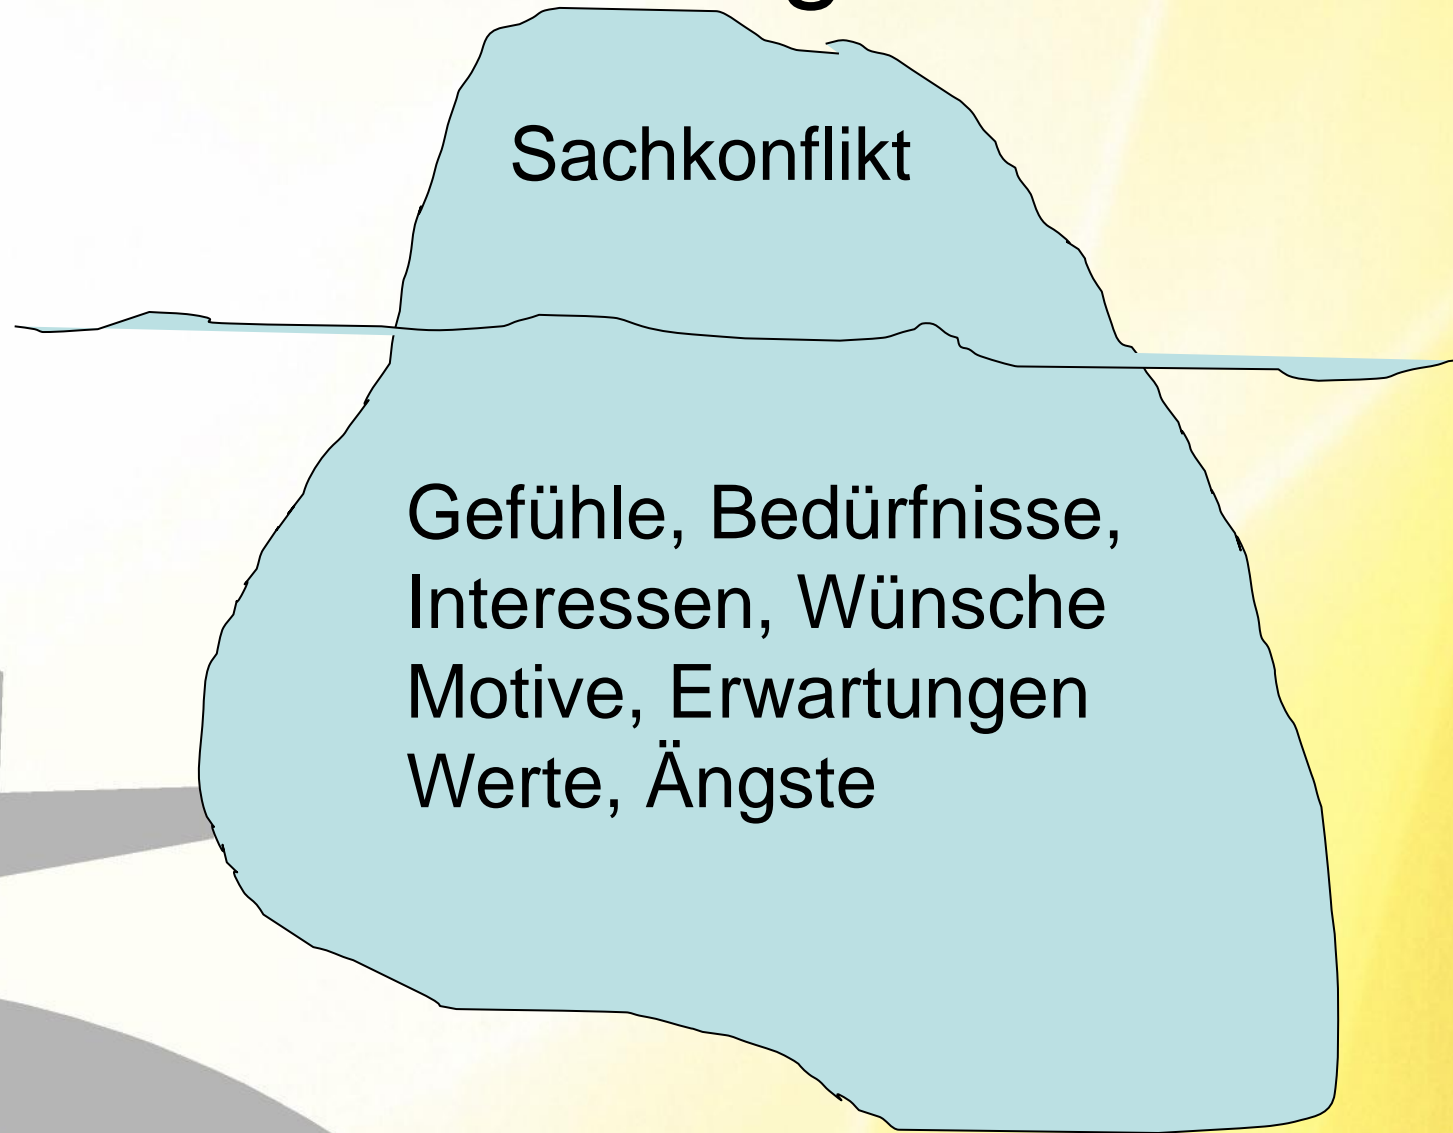 Sachkonflikt
Gefühle, Bedürfnisse,
Interessen, Wünsche
Motive, Erwartungen
Werte, Ängste